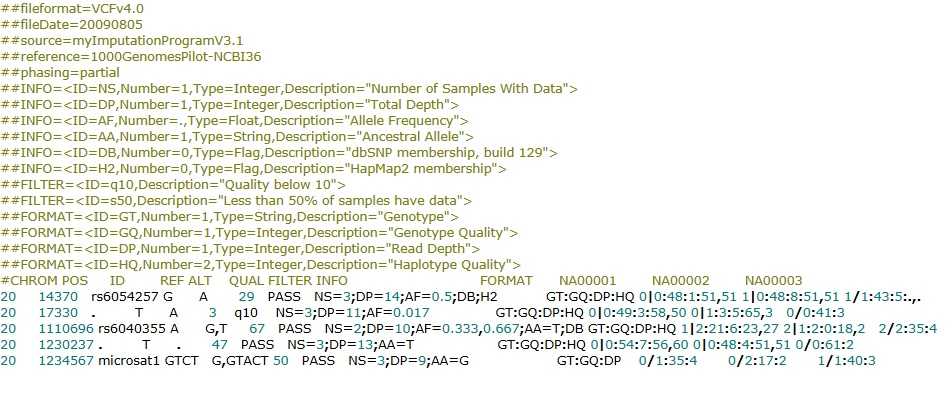 ##fileformat=VCFv4.0
##fileDate=20090805
##source=myImputationProgramV3.1
##reference=1000GenomesPilot-NCBI36
##phasing=partial
##INFO=<ID=NS,Number=1,Type=Integer,Description="Number of Samples With Data">
##INFO=<ID=DP,Number=1,Type=Integer,Description="Total Depth">
##INFO=<ID=AF,Number=.,Type=Float,Description="Allele Frequency">
##INFO=<ID=AA,Number=1,Type=String,Description="Ancestral Allele">
##INFO=<ID=DB,Number=0,Type=Flag,Description="dbSNP membership, build 129">
##INFO=<ID=H2,Number=0,Type=Flag,Description="HapMap2 membership">
##FILTER=<ID=q10,Description="Quality below 10">
##FILTER=<ID=s50,Description="Less than 50% of samples have data">
##FORMAT=<ID=GT,Number=1,Type=String,Description="Genotype">
##FORMAT=<ID=GQ,Number=1,Type=Integer,Description="Genotype Quality">
##FORMAT=<ID=DP,Number=1,Type=Integer,Description="Read Depth">
##FORMAT=<ID=HQ,Number=2,Type=Integer,Description="Haplotype Quality">
#CHROM POS ID REF ALT QUAL FILTER INFO FORMAT NA00001 NA00002 NA00003
20 14370 rs6054257 G A 29 PASS NS=3;DP=14;AF=0.5;DB;H2 GT:GQ:DP:HQ 0|0:48:1:51,51 1|0:48:8:51,51 1/1:43:5:.,.
20 17330 . T A 3 q10 NS=3;DP=11;AF=0.017 GT:GQ:DP:HQ 0|0:49:3:58,50 0|1:3:5:65,3 0/0:41:3
20 1110696 rs6040355 A G,T 67 PASS NS=2;DP=10;AF=0.333,0.667;AA=T;DB GT:GQ:DP:HQ 1|2:21:6:23,27 2|1:2:0:18,2 2/2:35:4
20 1230237 . T . 47 PASS NS=3;DP=13;AA=T GT:GQ:DP:HQ 0|0:54:7:56,60 0|0:48:4:51,51 0/0:61:2
20 1234567 microsat1 GTCT G,GTACT 50 PASS NS=3;DP=9;AA=G GT:GQ:DP 0/1:35:4 0/2:17:2 1/1:40:3